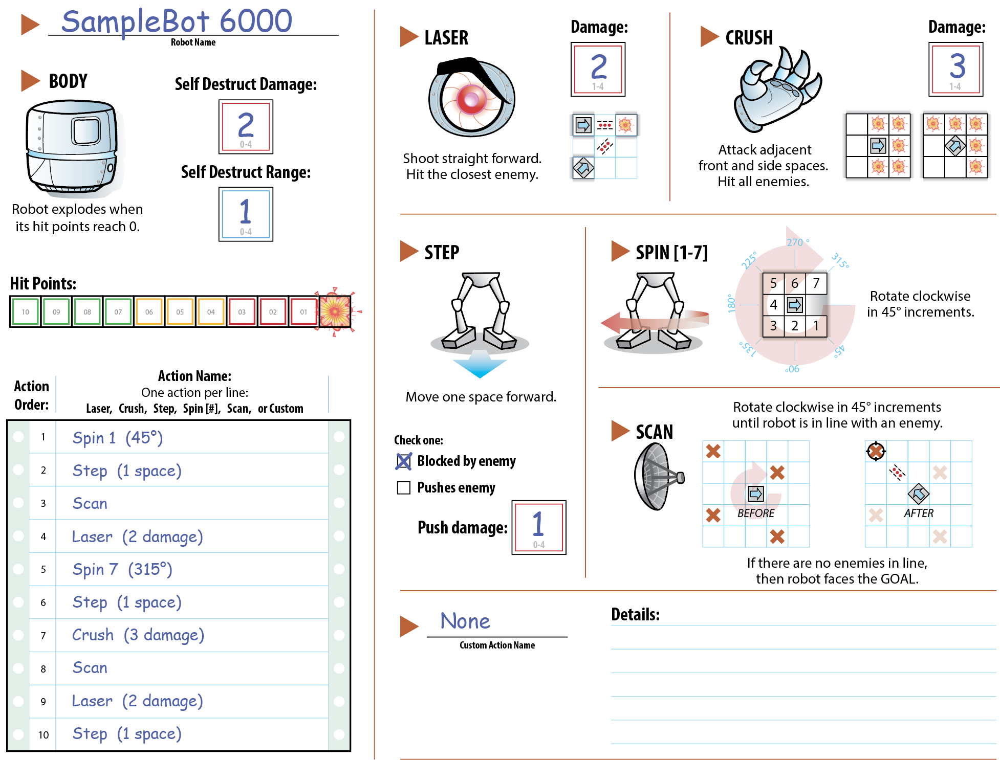 SampleBot 6000
Robot Name
BODY
Self Destruct Damage:
2
0-4
Self Destruct Range:
1
0-4
Robot explodes when
its hit points reach 0.
Hit Points:
10 09 08 07 06 05 04 03 02 01
Action
Order:
Action Name:
One action per line:
Laser, Crush, Step, Spin [#], Scan, or Custom
1 Spin 1 (45°)
2 Step (1 space)
3 Scan
4 Laser (2 damage)
5 Spin 7 (315°)
6 Step (1 space)
7 Crush (3 damage)
8 Scan
9 Laser (2 damage)
10 Step (1 space)
LASER
Damage:
2
1-4
Shoot straight forward.
Hit the closest enemy.
CRUSH
Damage:
3
1-4
Attack adjacent
front and side spaces.
Hit all enemies.
STEP
Move one space forward.
Check one:
Blocked by enemy
Pushes enemy
Push damage:
1
0-4
SPIN [1-7]
270 °
225°
315°
180°
135°
45°
90°
5 6 7
4
3 2 1
Rotate clockwise
in 45° increments.
SCAN
Rotate clockwise in 45° increments
until robot is in line with an enemy.
BEFORE
AFTER
If there are no enemies in line,
then robot faces the GOAL.
None
Custom Action Name
Details: